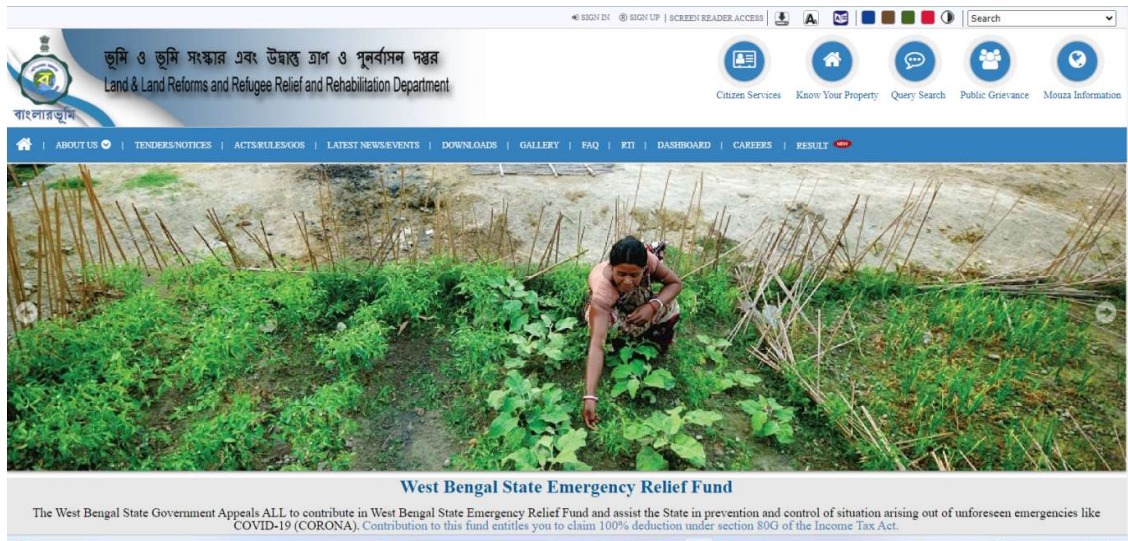 SIGN IN SIGN UP | SCREEN READER ACCESS | Search
ভূমি ও ভূমি সংস্কার এবং উদ্বাস্তু ত্রাণ ও পুনর্বাসন দপ্তর
Land & Land Reforms and Refugee Relief and Rehabilitation Department
বাংলারভূমি
Citizen Services Know Your Property Query Search Public Grievance Mouza Information
ABOUT US | TENDERS/NOTICES | ACTS/RULES/GOS | LATEST NEWS/EVENTS | DOWNLOADS | GALLERY | FAQ | RTI | DASHBOARD | CAREERS | RESULT NEW
West Bengal State Emergency Relief Fund
The West Bengal State Government Appeals ALL to contribute in West Bengal State Emergency Relief Fund and assist the State in prevention and control of situation arising out of unforeseen emergencies like
COVID-19 (CORONA). Contribution to this fund entitles you to claim 100% deduction under section 80G of the Income Tax Act.